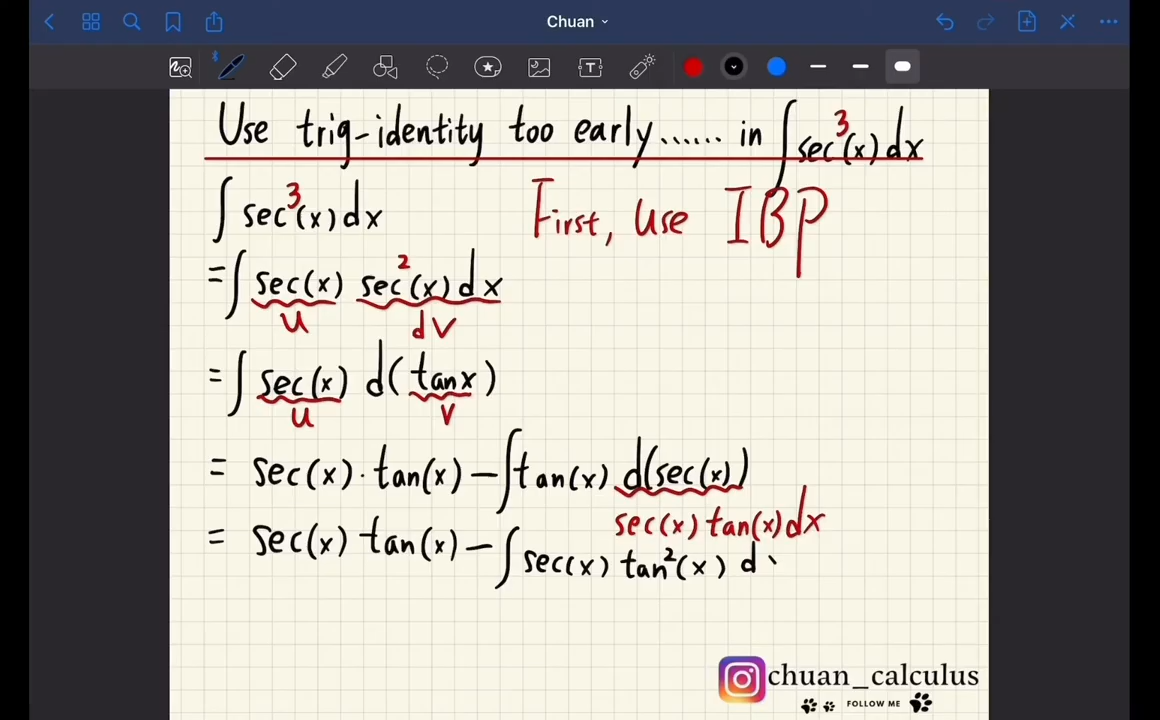 Chuan
Use trig-identity too early...... in ∫ sec³(x) dx
∫ sec³(x) dx
First, use IBP
= ∫ sec(x) sec²(x) dx
u dv
= ∫ sec(x) d(tanx)
u v
= sec(x) · tan(x) − ∫ tan(x) d(sec(x))
sec(x) tan(x) dx
= sec(x) tan(x) − ∫ sec(x) tan²(x) d
chuan_calculus
FOLLOW ME